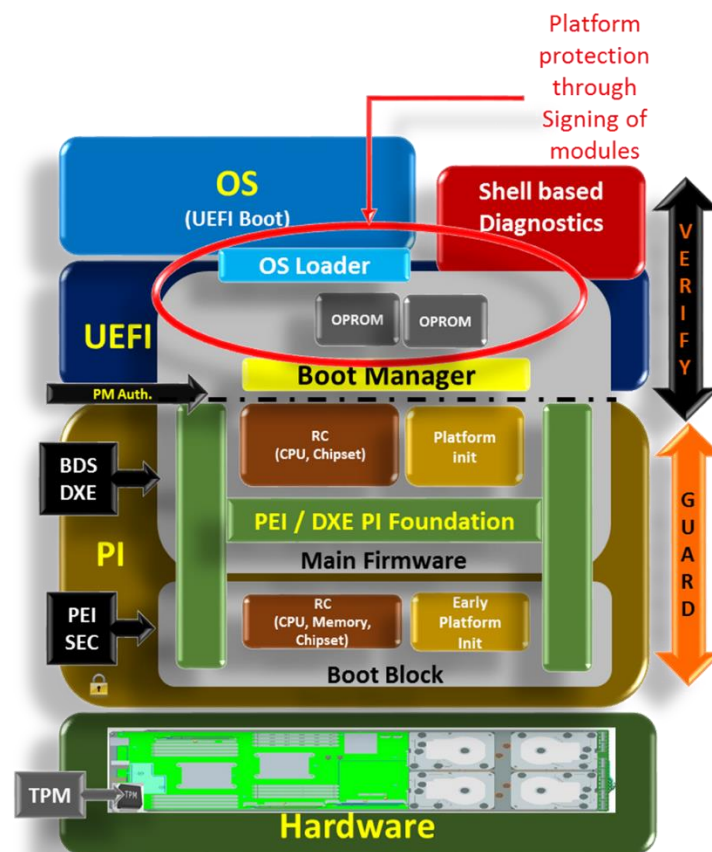 Platform
protection
through
Signing of
modules
OS
(UEFI Boot)
Shell based
Diagnostics
OS Loader
VERIFY
UEFI
OPROM
OPROM
Boot Manager
PM Auth.
RC
(CPU, Chipset)
Platform
init
BDS
DXE
PEI / DXE PI Foundation
GUARD
PI
Main Firmware
PEI
SEC
RC
(CPU, Memory,
Chipset)
Early
Platform
Init
Boot Block
TPM
TPM
Hardware